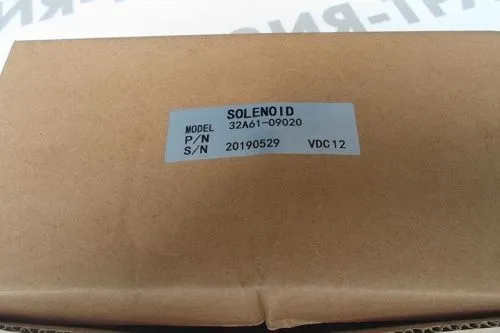 SOLENOID
MODEL 32A61-09020
P/N
S/N 20190529 VDC12